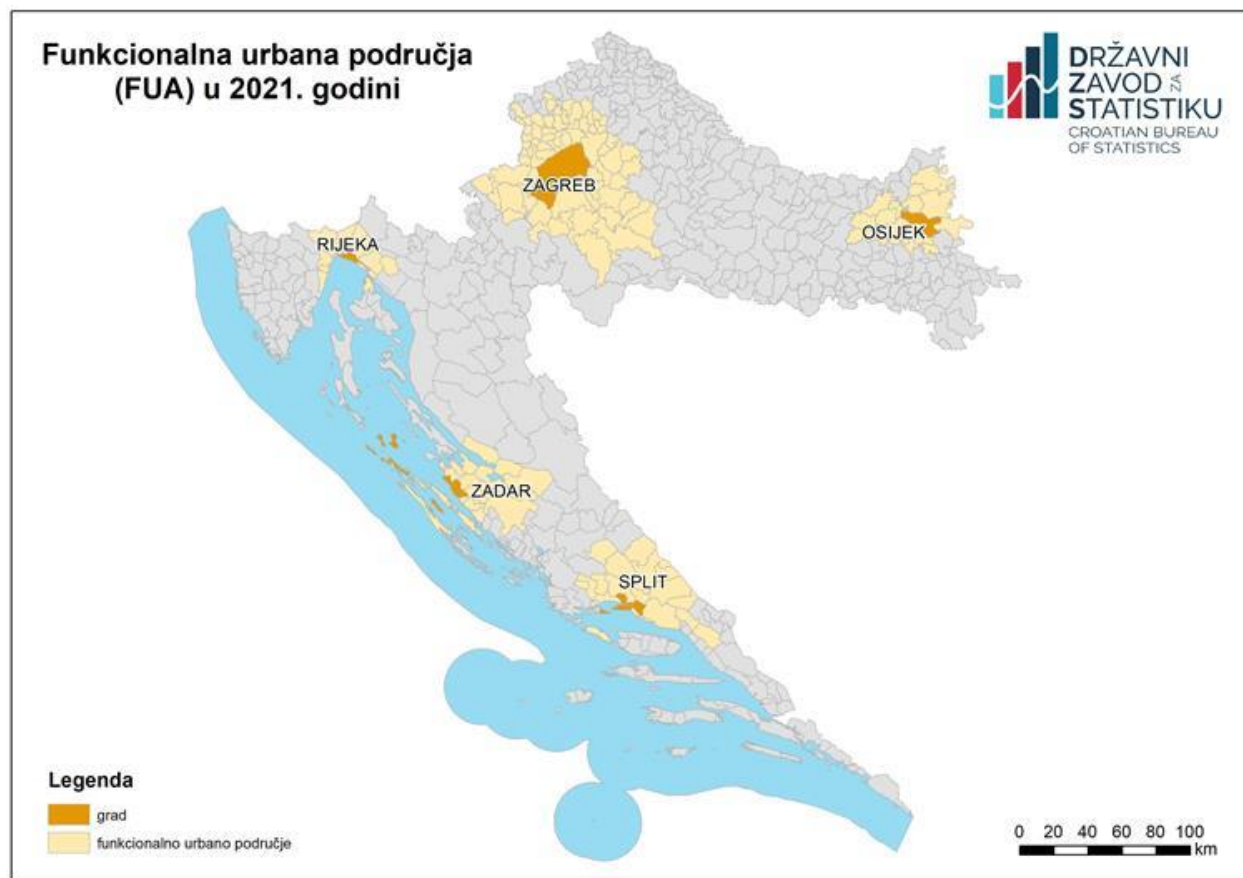 Funkcionalna urbana područja
(FUA) u 2021. godini
DRŽAVNI
ZAVOD ZA
STATISTIKU
CROATIAN BUREAU
OF STATISTICS
ZAGREB
OSIJEK
RIJEKA
ZADAR
SPLIT
Legenda
grad
funkcionalno urbano područje
0 20 40 60 80 100
km